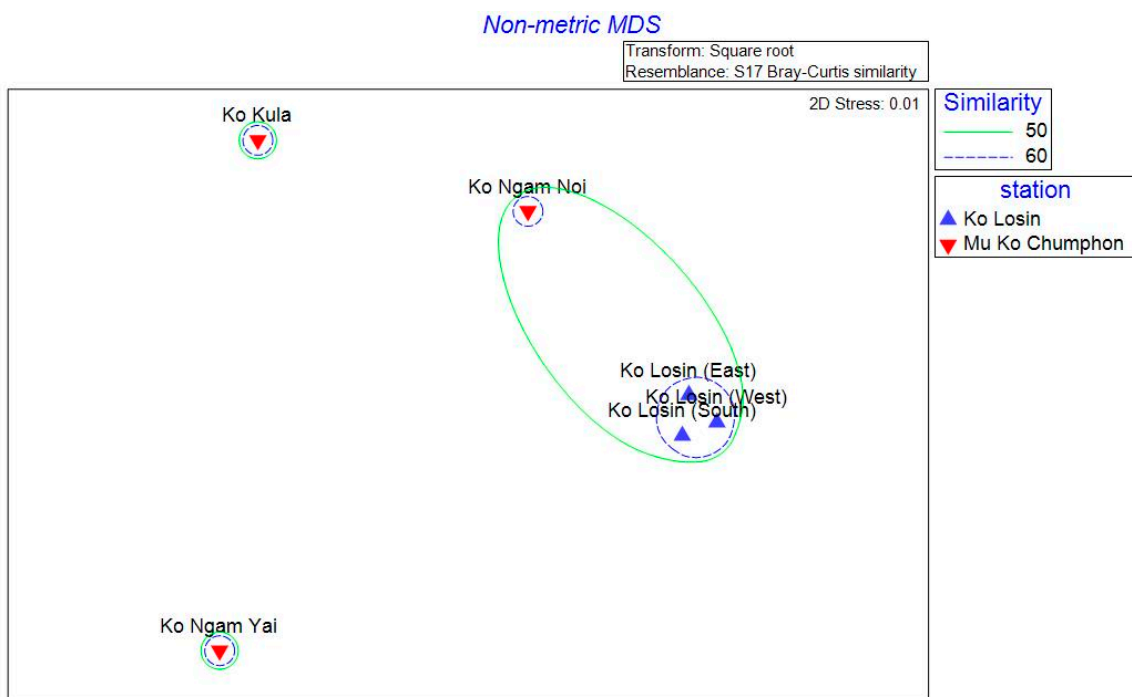 Non-metric MDS
Transform: Square root
Resemblance: S17 Bray-Curtis similarity
2D Stress: 0.01
Similarity
50
60
station
Ko Losin
Mu Ko Chumphon
Ko Kula
Ko Ngam Noi
Ko Losin (East)
Ko Losin (West)
Ko Losin (South)
Ko Ngam Yai